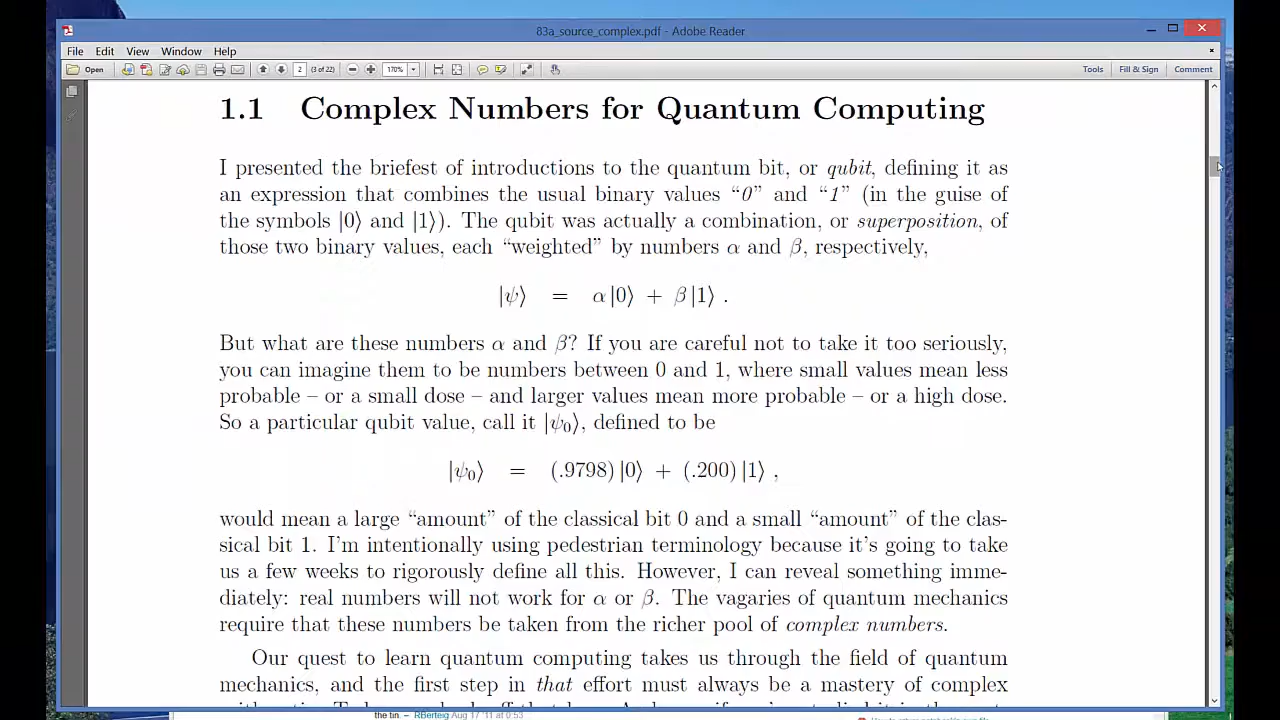 83a_source_complex.pdf - Adobe Reader
File Edit View Window Help
Open 2 (3 of 22) 170% Tools Fill & Sign Comment
1.1 Complex Numbers for Quantum Computing
I presented the briefest of introductions to the quantum bit, or qubit, defining it as
an expression that combines the usual binary values “0” and “1” (in the guise of
the symbols |0⟩ and |1⟩). The qubit was actually a combination, or superposition, of
those two binary values, each “weighted” by numbers α and β, respectively,
|ψ⟩ = α|0⟩ + β|1⟩ .
But what are these numbers α and β? If you are careful not to take it too seriously,
you can imagine them to be numbers between 0 and 1, where small values mean less
probable – or a small dose – and larger values mean more probable – or a high dose.
So a particular qubit value, call it |ψ₀⟩, defined to be
|ψ₀⟩ = (.9798)|0⟩ + (.200)|1⟩ ,
would mean a large “amount” of the classical bit 0 and a small “amount” of the clas-
sical bit 1. I'm intentionally using pedestrian terminology because it's going to take
us a few weeks to rigorously define all this. However, I can reveal something imme-
diately: real numbers will not work for α or β. The vagaries of quantum mechanics
require that these numbers be taken from the richer pool of complex numbers.
Our quest to learn quantum computing takes us through the field of quantum
mechanics, and the first step in that effort must always be a mastery of complex
the tin. – RBerteig Aug 17 '11 at 0:53